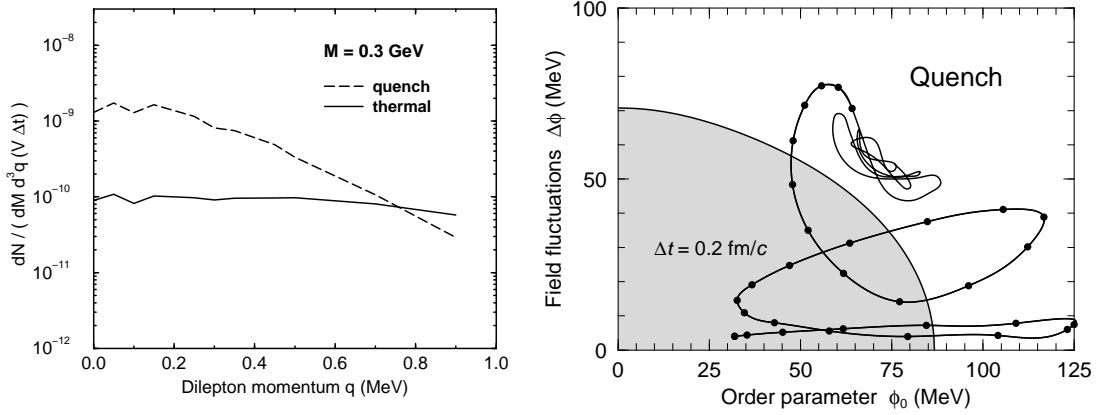 10⁻⁸
10⁻⁹
10⁻¹⁰
10⁻¹¹
10⁻¹²
dN / ( dM d³q (V Δt)
M = 0.3 GeV
quench
thermal
0.0 0.2 0.4 0.6 0.8 1.0
Dilepton momentum q (MeV)
100
50
0
Field fluctuations Δϕ (MeV)
Quench
Δt = 0.2 fm/c
0 25 50 75 100 125
Order parameter ϕ₀ (MeV)